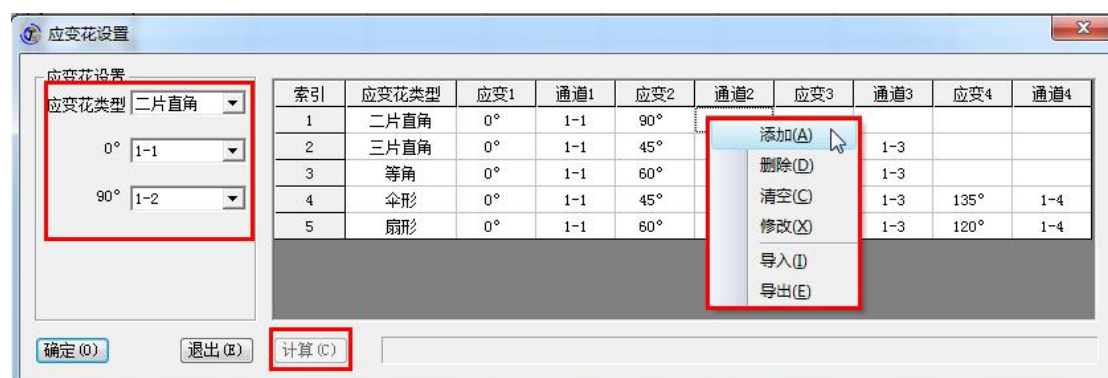 应变花设置
应变花设置
应变花类型 二片直角
0° 1-1
90° 1-2
索引 应变花类型 应变1 通道1 应变2 通道2 应变3 通道3 应变4 通道4
1 二片直角 0° 1-1 90°
2 三片直角 0° 1-1 45° 1-3
3 等角 0° 1-1 60° 1-3
4 伞形 0° 1-1 45° 1-3 135° 1-4
5 扇形 0° 1-1 60° 1-3 120° 1-4
添加(A)
删除(D)
清空(C)
修改(X)
导入(I)
导出(E)
确定(O) 退出(E) 计算(C)